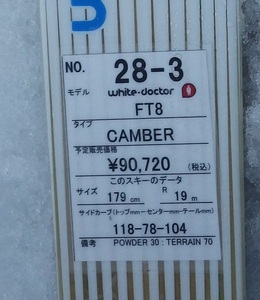 NO. 28-3
モデル white·doctor
FT8
タイプ
CAMBER
予定販売価格
¥90,720 (税込)
このスキーのデータ
サイズ 179 cm R 19 m
サイドカーブ(トップmm-センターmm-テールmm)
118-78-104
備考 POWDER 30 : TERRAIN 70